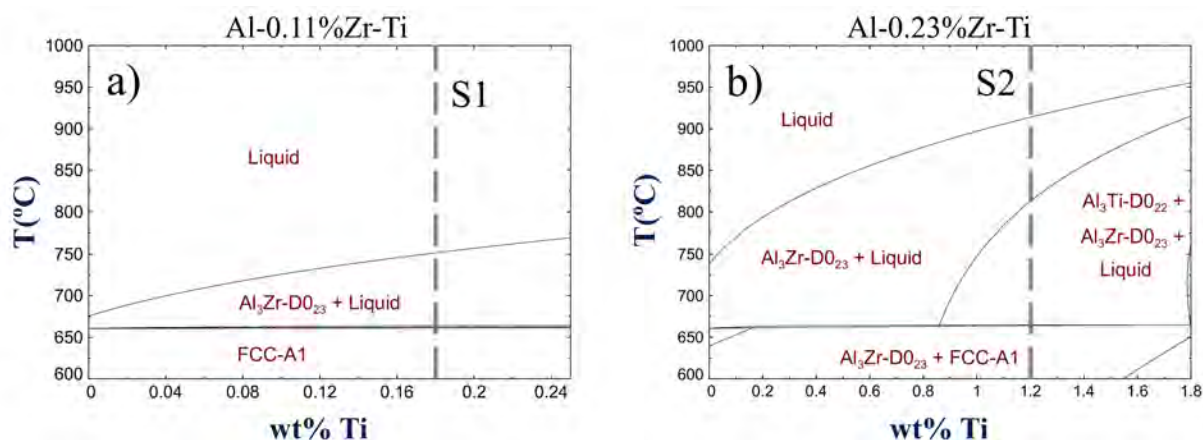 Al-0.11%Zr-Ti
a)
S1
Liquid
Al₃Zr-D0₂₃ + Liquid
FCC-A1
1000
950
900
850
800
750
700
650
600
T(ºC)
0
0.04
0.08
0.12
0.16
0.20
0.24
wt% Ti
Al-0.23%Zr-Ti
b)
S2
Liquid
Al₃Zr-D0₂₃ + Liquid
Al₃Ti-D0₂₂ +
Al₃Zr-D0₂₃ +
Liquid
Al₃Zr-D0₂₃ + FCC-A1
1000
950
900
850
800
750
700
650
600
T(ºC)
0.0
0.2
0.4
0.6
0.8
1.0
1.2
1.4
1.6
1.8
wt% Ti